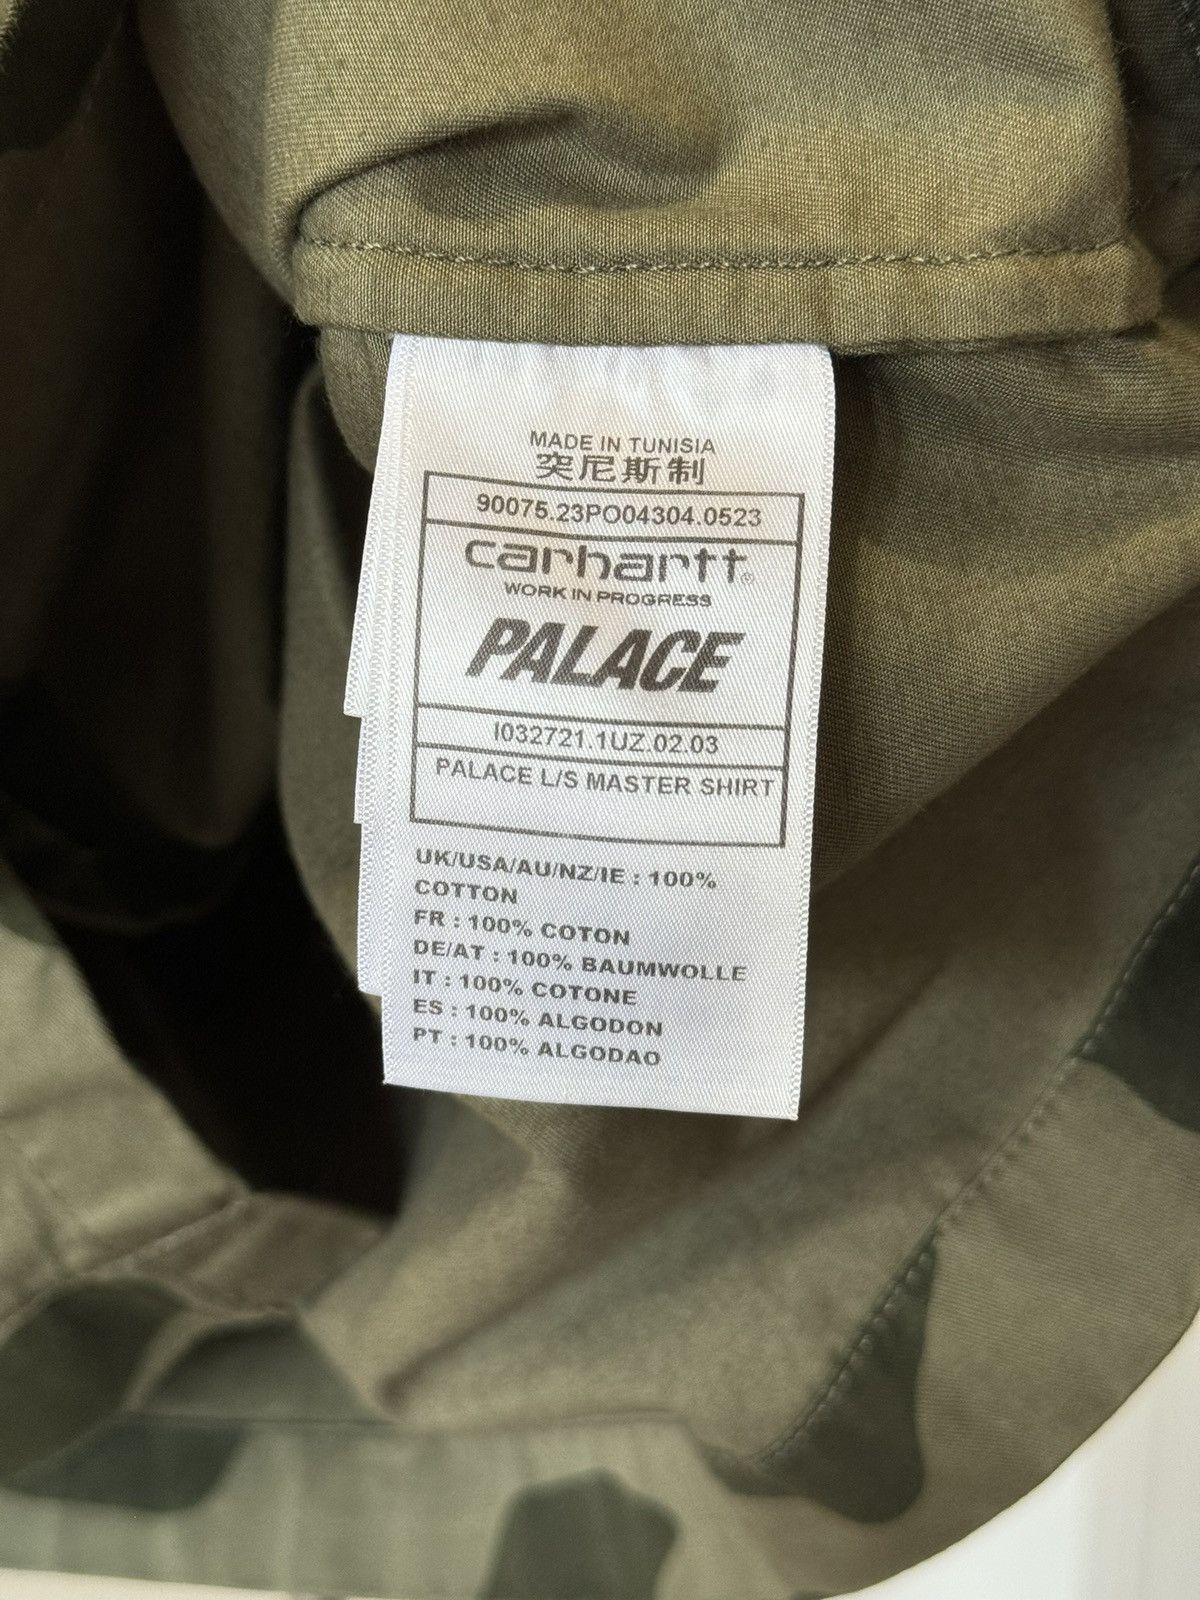 MADE IN TUNISIA
突尼斯制
90075.23PO04304.0523
carhartt®
WORK IN PROGRESS
PALACE
I032721.1UZ.02.03
PALACE L/S MASTER SHIRT
UK/USA/AU/NZ/IE : 100%
COTTON
FR : 100% COTON
DE/AT : 100% BAUMWOLLE
IT : 100% COTONE
ES : 100% ALGODON
PT : 100% ALGODAO